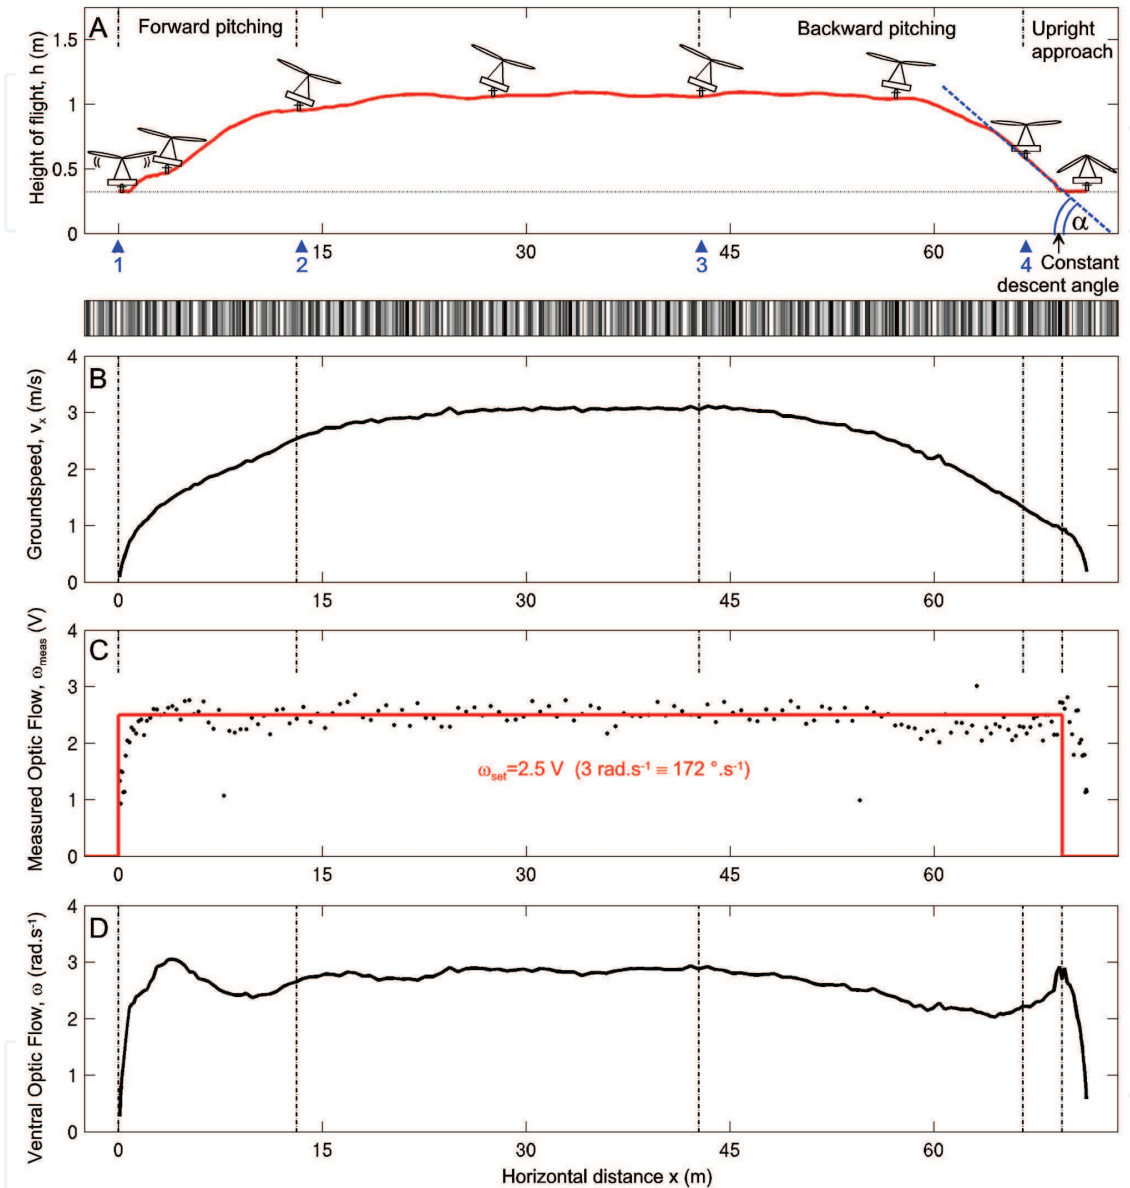 A
Forward pitching
Backward pitching
Upright
approach
Height of flight, h (m)
1.5
1
0.5
0
15
30
45
60
α
1
2
3
4
Constant
descent angle
B
Groundspeed, vₓ (m/s)
4
3
2
1
0
0
15
30
45
60
C
Measured Optic Flow, ωmeas (V)
4
3
2
1
0
ωset=2.5 V (3 rad.s⁻¹ ≡ 172 °.s⁻¹)
0
15
30
45
60
D
Ventral Optic Flow, ω (rad.s⁻¹)
4
3
2
1
0
0
15
30
45
60
Horizontal distance x (m)